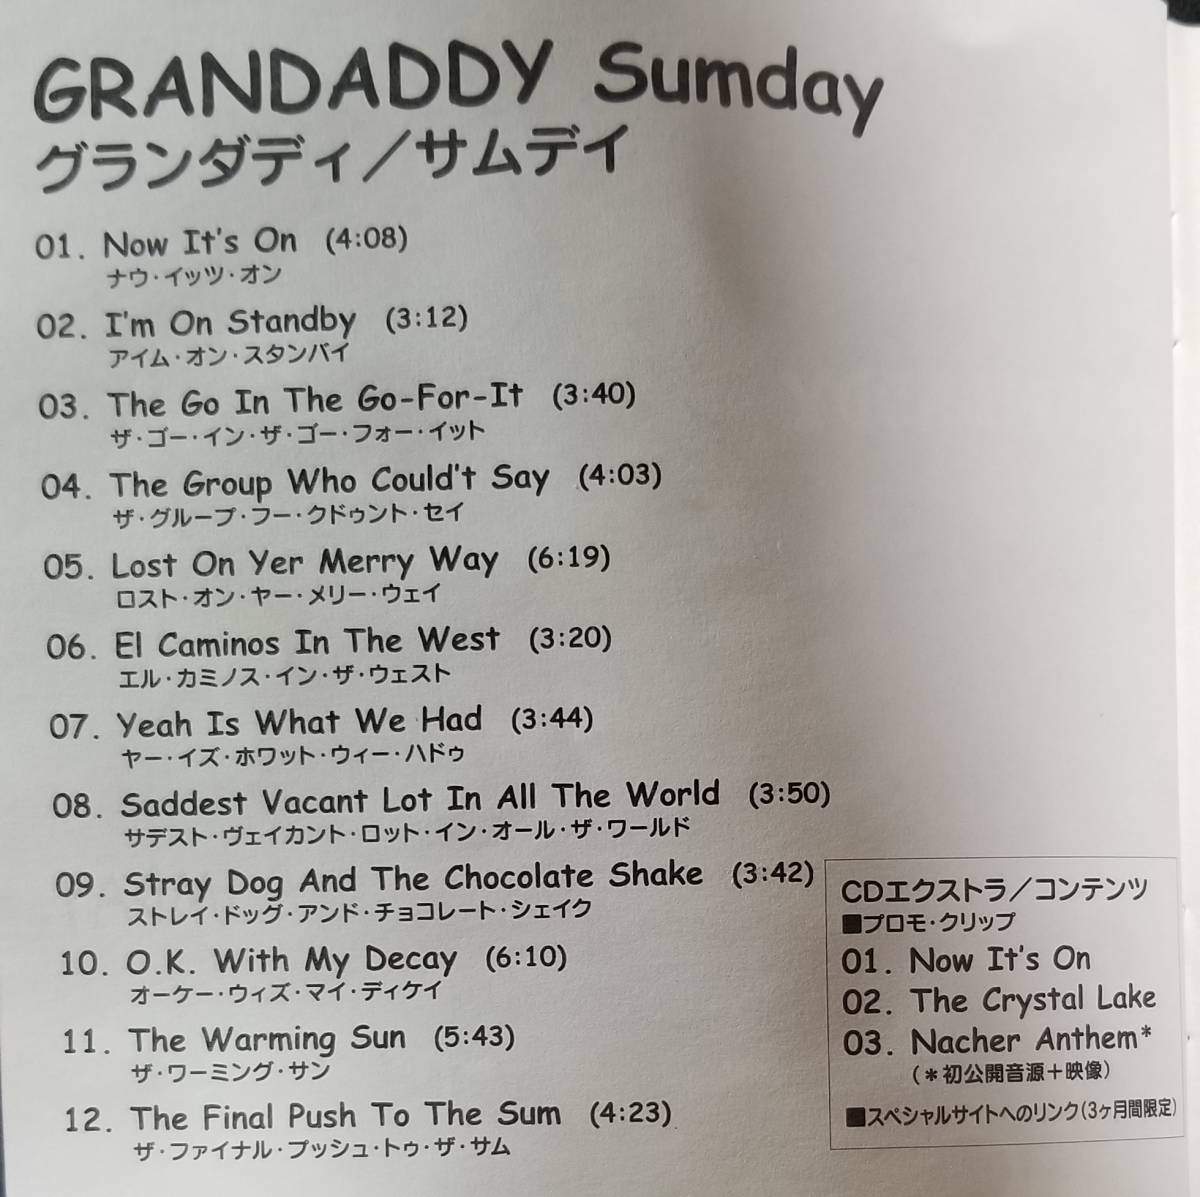 GRANDADDY Sumday
グランダディ／サムデイ
01. Now It's On (4:08)
ナウ・イッツ・オン
02. I'm On Standby (3:12)
アイム・オン・スタンバイ
03. The Go In The Go-For-It (3:40)
ザ・ゴー・イン・ザ・ゴー・フォー・イット
04. The Group Who Could't Say (4:03)
ザ・グループ・フー・クドゥント・セイ
05. Lost On Yer Merry Way (6:19)
ロスト・オン・ヤー・メリー・ウェイ
06. El Caminos In The West (3:20)
エル・カミノス・イン・ザ・ウェスト
07. Yeah Is What We Had (3:44)
ヤー・イズ・ホワット・ウィー・ハドゥ
08. Saddest Vacant Lot In All The World (3:50)
サデスト・ヴェイカント・ロット・イン・オール・ザ・ワールド
09. Stray Dog And The Chocolate Shake (3:42)
ストレイ・ドッグ・アンド・チョコレート・シェイク
10. O.K. With My Decay (6:10)
オーケー・ウィズ・マイ・ディケイ
11. The Warming Sun (5:43)
ザ・ワーミング・サン
12. The Final Push To The Sum (4:23)
ザ・ファイナル・プッシュ・トゥ・ザ・サム
CDエクストラ／コンテンツ
■プロモ・クリップ
01. Now It's On
02. The Crystal Lake
03. Nacher Anthem*
（＊初公開音源＋映像）
■スペシャルサイトへのリンク（3ヶ月間限定）